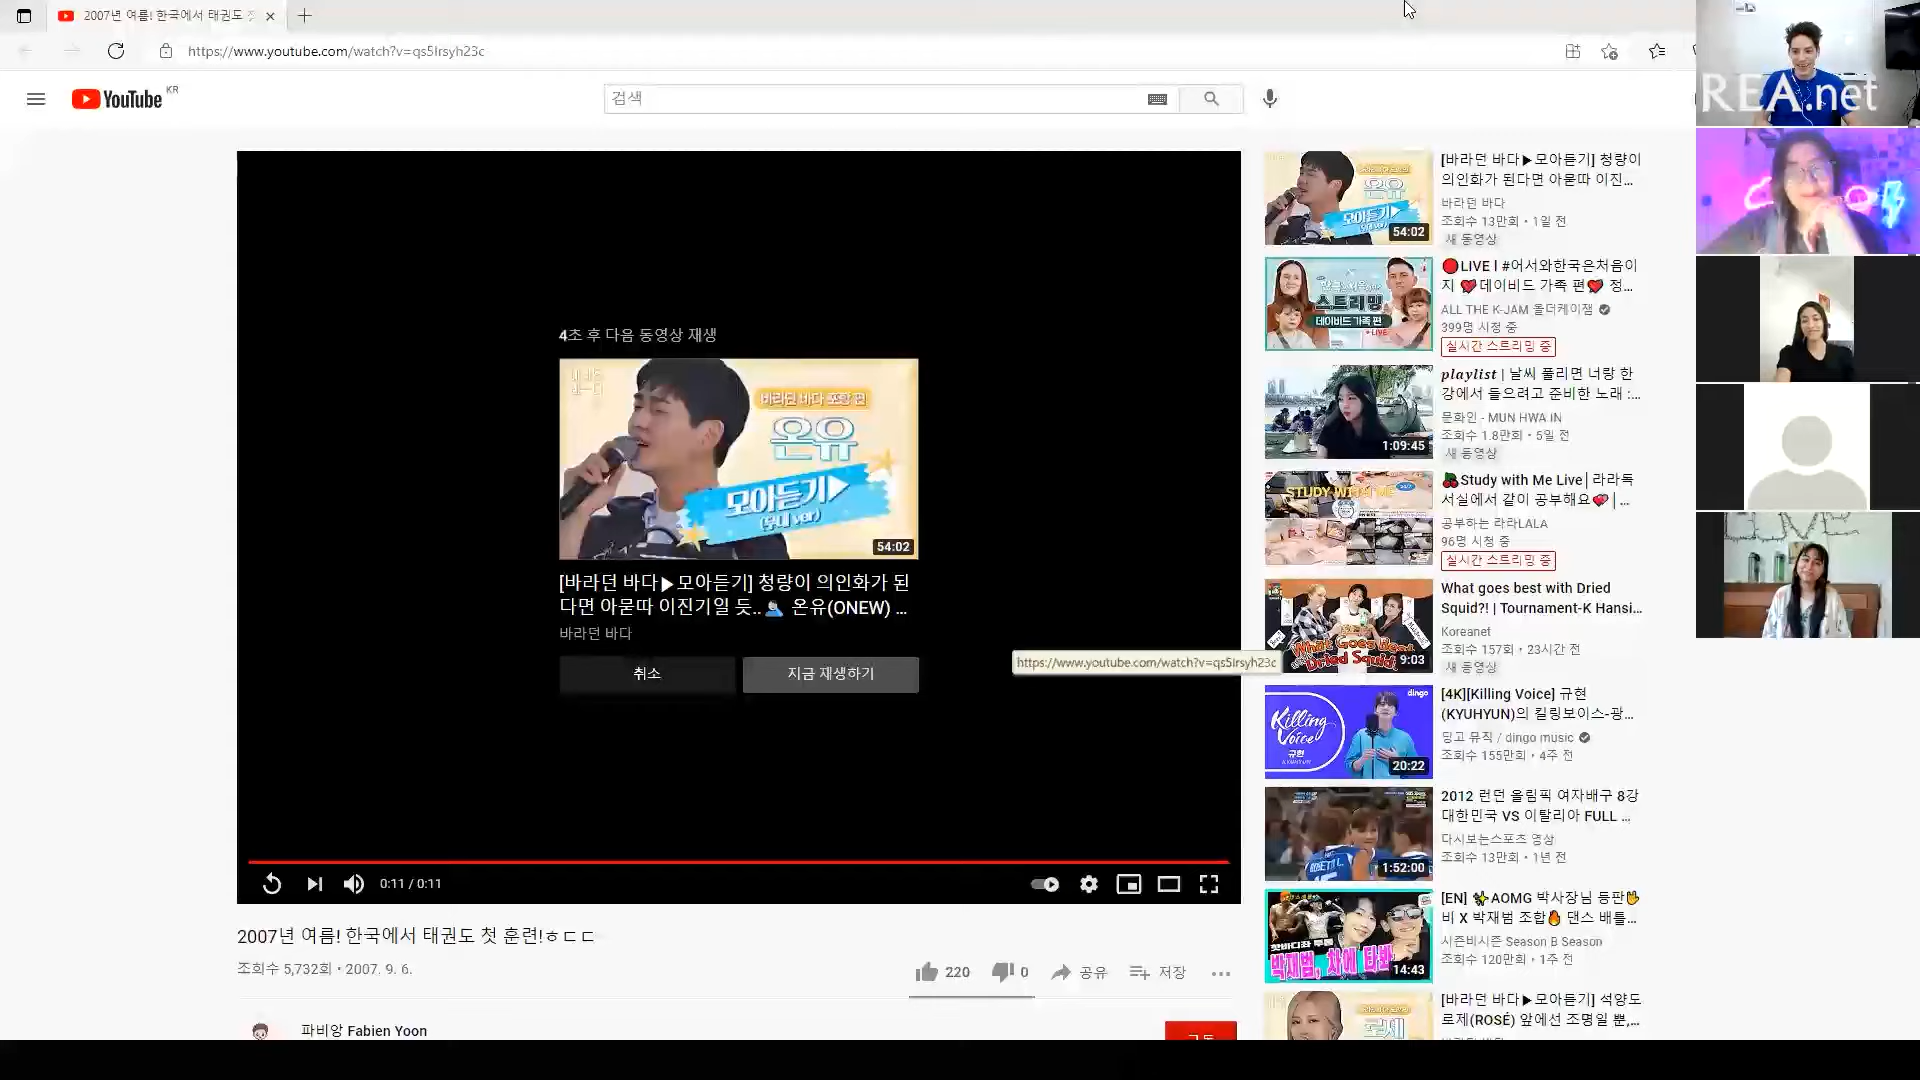 2007년 여름! 한국에서 태권도 첫
https://www.youtube.com/watch?v=qs5Irsyh23c
YouTube KR
검색
REA.net
4초 후 다음 동영상 재생
바라던 바다 포항 편
온유
모아듣기▶
(무대 ver)
54:02
[바라던 바다▶모아듣기] 청량이 의인화가 된
다면 아묻따 이진기일 듯.. 온유(ONEW) ...
바라던 바다
취소
지금 재생하기
https://www.youtube.com/watch?v=qs5Irsyh23c
0:11 / 0:11
2007년 여름! 한국에서 태권도 첫 훈련!ㅎㄷㄷ
조회수 5,732회 • 2007. 9. 6.
220
0
공유
저장
파비앙 Fabien Yoon
구독
온유
모아듣기▶
54:02
[바라던 바다▶모아듣기] 청량이
의인화가 된다면 아묻따 이진...
바라던 바다
조회수 13만회 • 1일 전
새 동영상
스트리밍
데이비드 가족 편
LIVE
LIVE l #어서와한국은처음이
지 데이비드 가족 편 정...
ALL THE K-JAM 올더케이잼
399명 시청 중
실시간 스트리밍 중
1:09:45
playlist | 날씨 풀리면 너랑 한
강에서 들으려고 준비한 노래 :...
문화인 - MUN HWA IN
조회수 1.8만회 • 5일 전
새 동영상
STUDY WITH ME
Study with Me Live│라라독
서실에서 같이 공부해요│...
공부하는 라라LALA
96명 시청 중
실시간 스트리밍 중
What Goes Best
Dried Squid?
9:03
What goes best with Dried
Squid?! | Tournament-K Hansi...
Koreanet
조회수 157회 • 23시간 전
새 동영상
dingo
Killing
Voice
규현
20:22
[4K][Killing Voice] 규현
(KYUHYUN)의 킬링보이스-광...
딩고 뮤직 / dingo music
조회수 155만회 • 4주 전
1:52:00
2012 런던 올림픽 여자배구 8강
대한민국 VS 이탈리아 FULL ...
다시보는스포츠 영상
조회수 13만회 • 1년 전
박재범, 차에 타봐
14:43
[EN] AOMG 박사장님 등판
비 X 박재범 조합 댄스 배틀...
시즌비시즌 Season B Season
조회수 120만회 • 1주 전
로제
[바라던 바다▶모아듣기] 석양도
로제(ROSÉ) 앞에선 조명일 뿐,...